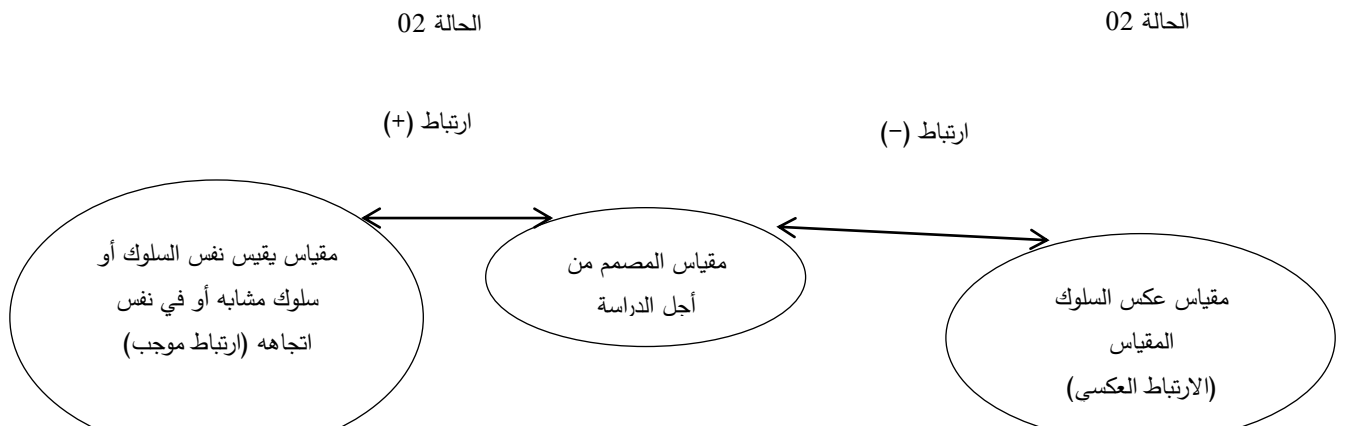 الحالة 02
الحالة 02
ارتباط (-)
ارتباط (+)
مقياس عكس السلوك
المقياس
(الارتباط العكسي)
مقياس المصمم من
أجل الدراسة
مقياس يقيس نفس السلوك أو
سلوك مشابه أو في نفس
اتجاهه (ارتباط موجب)